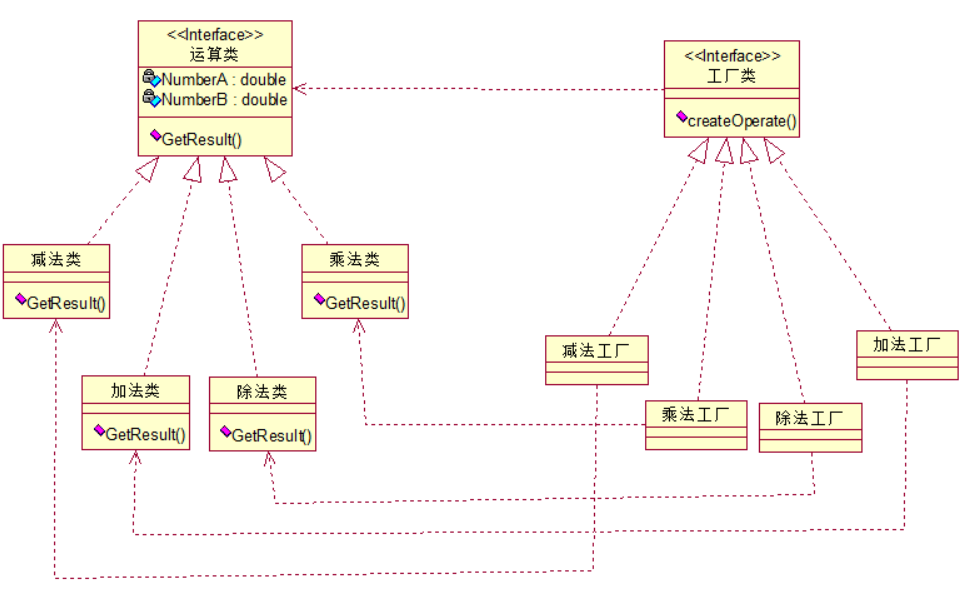 <<Interface>>
运算类
NumberA : double
NumberB : double
GetResult()
<<Interface>>
工厂类
createOperate()
减法类
GetResult()
乘法类
GetResult()
加法类
GetResult()
除法类
GetResult()
减法工厂
加法工厂
乘法工厂
除法工厂